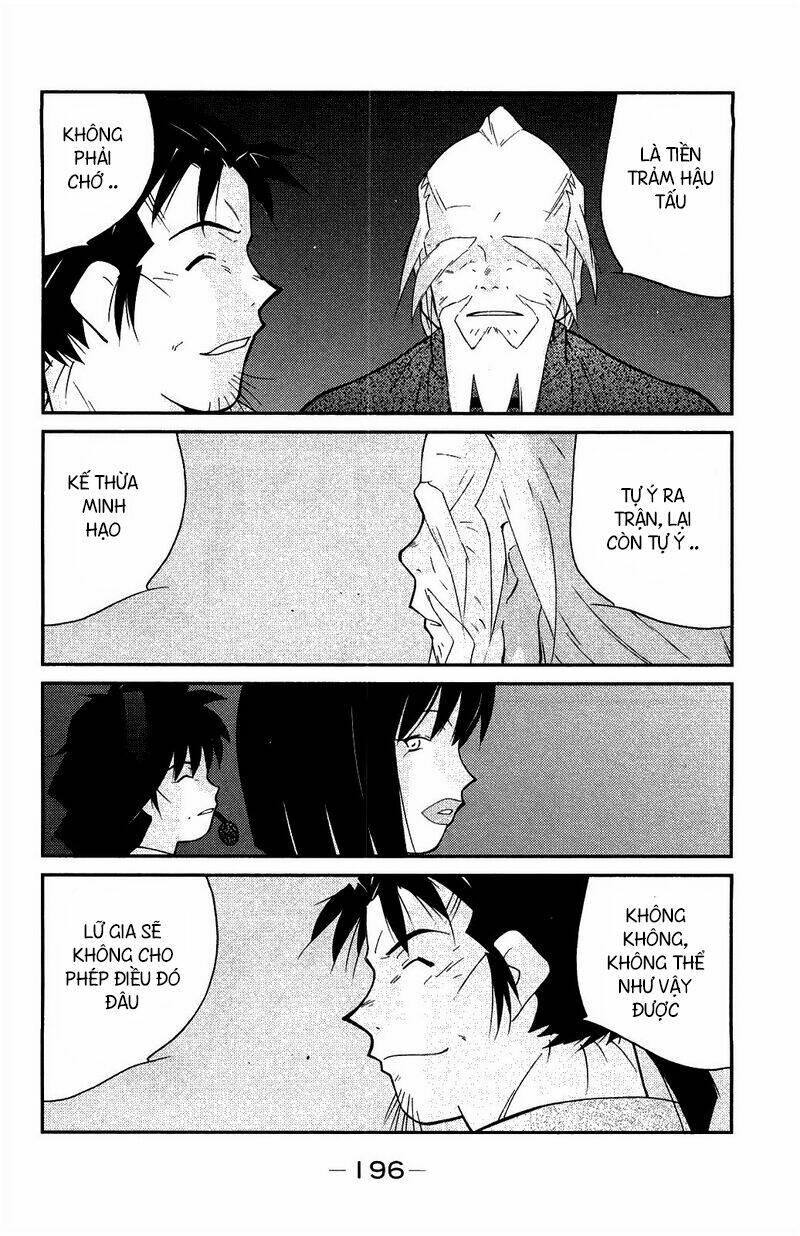 LÀ TIỀN
TRẢM HẬU
TẤU
KHÔNG
PHẢI
CHỚ ..
TỰ Ý RA
TRẬN, LẠI
CÒN TỰ Ý ..
KẾ THỪA
MINH
HẠO
KHÔNG
KHÔNG,
KHÔNG THỂ
NHƯ VẬY
ĐƯỢC
LỮ GIA SẼ
KHÔNG CHO
PHÉP ĐIỀU ĐÓ
ĐÂU
— 196 —